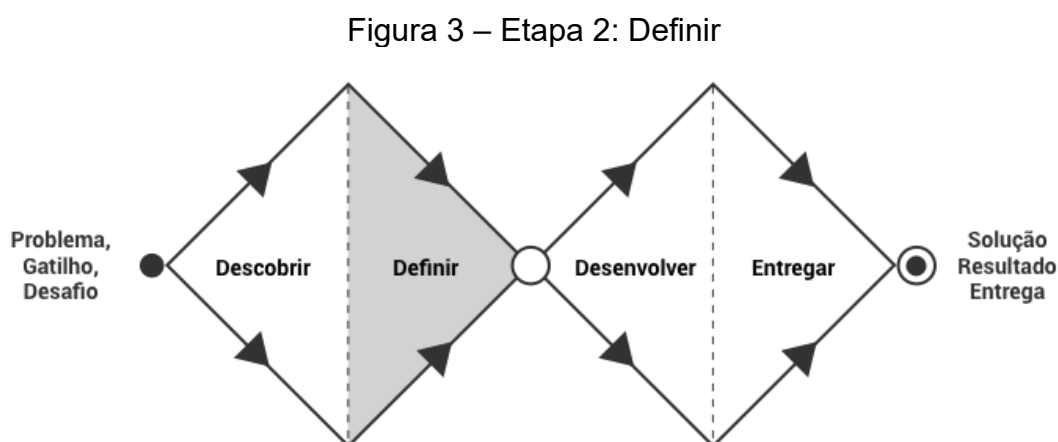 Figura 3 – Etapa 2: Definir
Problema,
Gatilho,
Desafio
Descobrir
Definir
Desenvolver
Entregar
Solução
Resultado
Entrega